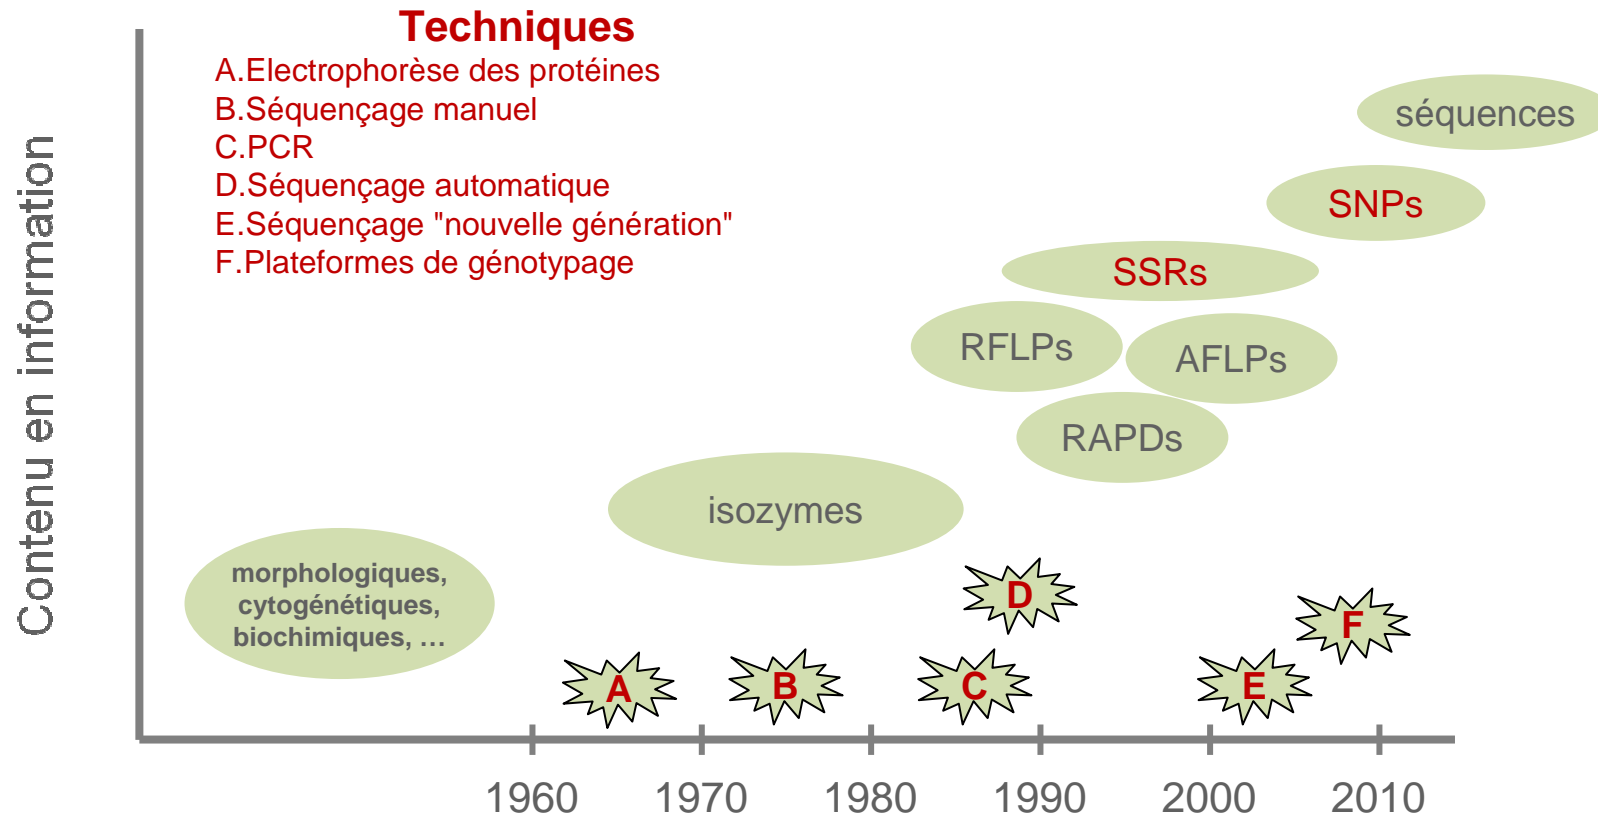 Techniques
A.Electrophorèse des protéines
B.Séquençage manuel
C.PCR
D.Séquençage automatique
E.Séquençage "nouvelle génération"
F.Plateformes de génotypage
Contenu en information
séquences
SNPs
SSRs
RFLPs
AFLPs
RAPDs
isozymes
morphologiques,
cytogénétiques,
biochimiques, …
D
F
A
B
C
E
1960
1970
1980
1990
2000
2010